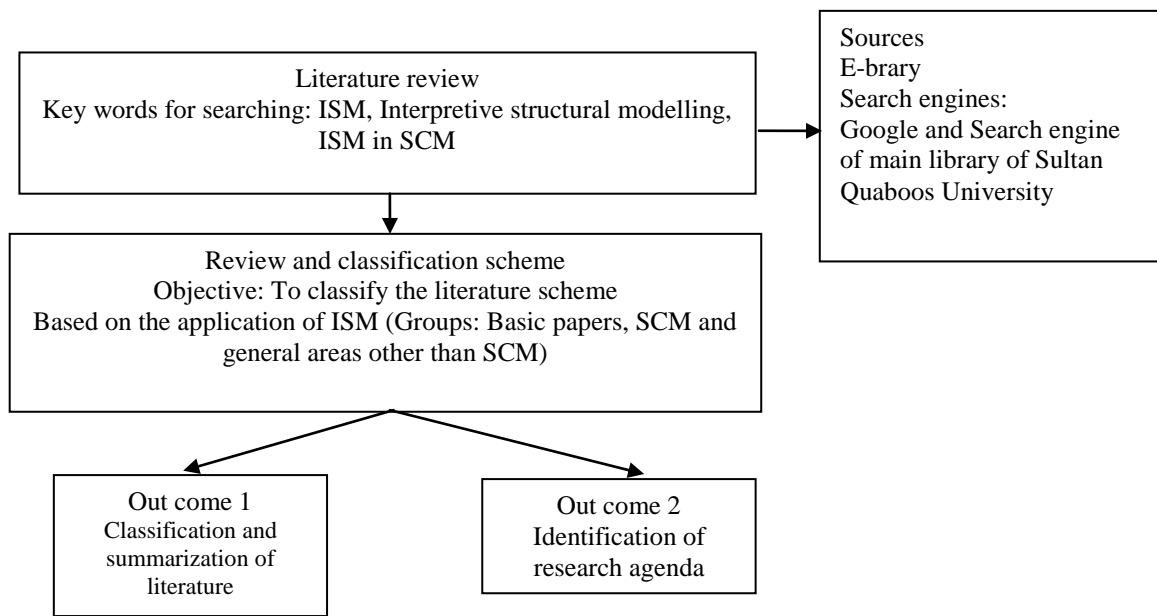 Literature review
Key words for searching: ISM, Interpretive structural modelling,
ISM in SCM
Sources
E-brary
Search engines:
Google and Search engine
of main library of Sultan
Quaboos University
Review and classification scheme
Objective: To classify the literature scheme
Based on the application of ISM (Groups: Basic papers, SCM and
general areas other than SCM)
Out come 1
Classification and
summarization of
literature
Out come 2
Identification of
research agenda